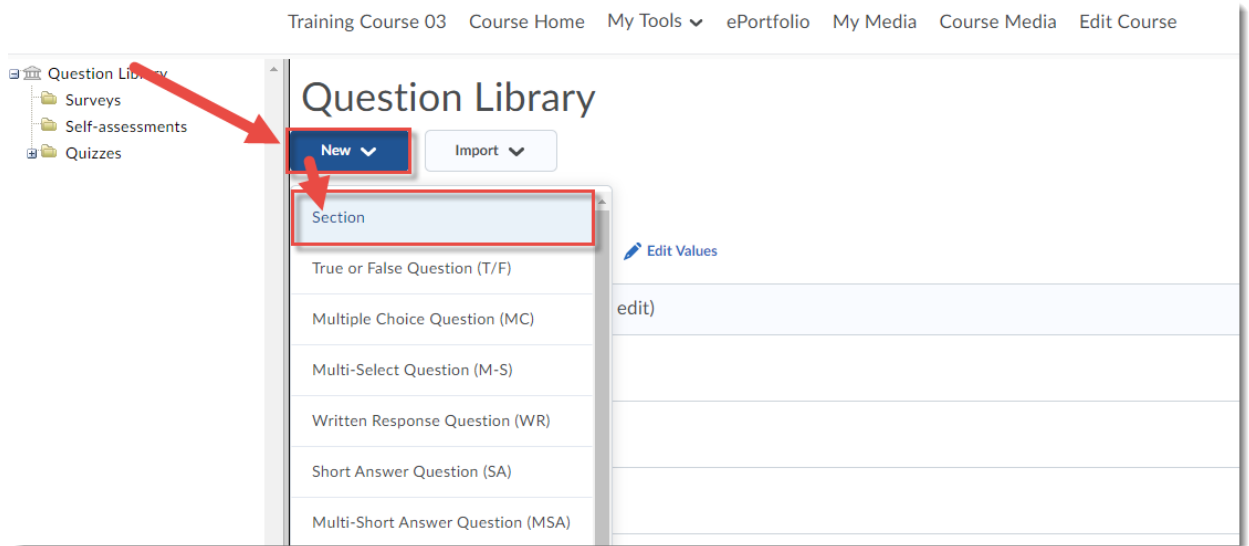 Training Course 03 Course Home My Tools ePortfolio My Media Course Media Edit Course
Question Library
Surveys
Self-assessments
Quizzes
Question Library
New Import
Section
Edit Values
True or False Question (T/F)
edit)
Multiple Choice Question (MC)
Multi-Select Question (M-S)
Written Response Question (WR)
Short Answer Question (SA)
Multi-Short Answer Question (MSA)